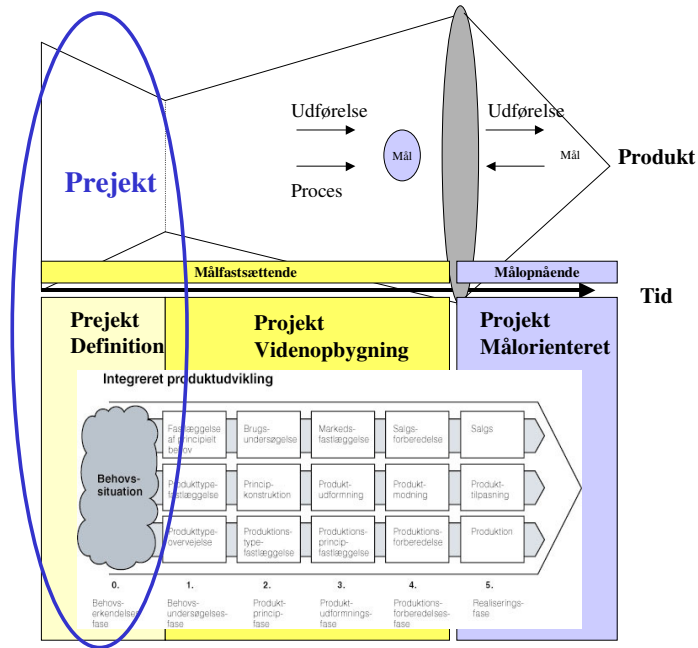 Udførelse
Udførelse
Prejekt
Mål
Mål
Produkt
Proces
Målfastsættende
Målopnående
Tid
Prejekt
Definition
Projekt
Videnopbygning
Projekt
Målorienteret
Integreret produktudvikling
Behovs-
situation
Fastlæggelse
af principielt
behov
Brugs-
undersøgelse
Markeds-
fastlæggelse
Salgs-
forberedelse
Salgs
Produkttype-
fastlæggelse
Princip-
konstruktion
Produkt-
udformning
Produkt-
modning
Produkt-
tilpasning
Produkttype-
overvejelse
Produktions-
type-
fastlæggelse
Produktions-
princip-
fastlæggelse
Produktions-
forberedelse
Produktion
0.
1.
2.
3.
4.
5.
Behovs-
erkendelses-
fase
Behovs-
undersøgelses-
fase
Produkt-
princip-
fase
Produkt-
udformnings-
fase
Produktions-
forberedelses-
fase
Realiserings-
fase